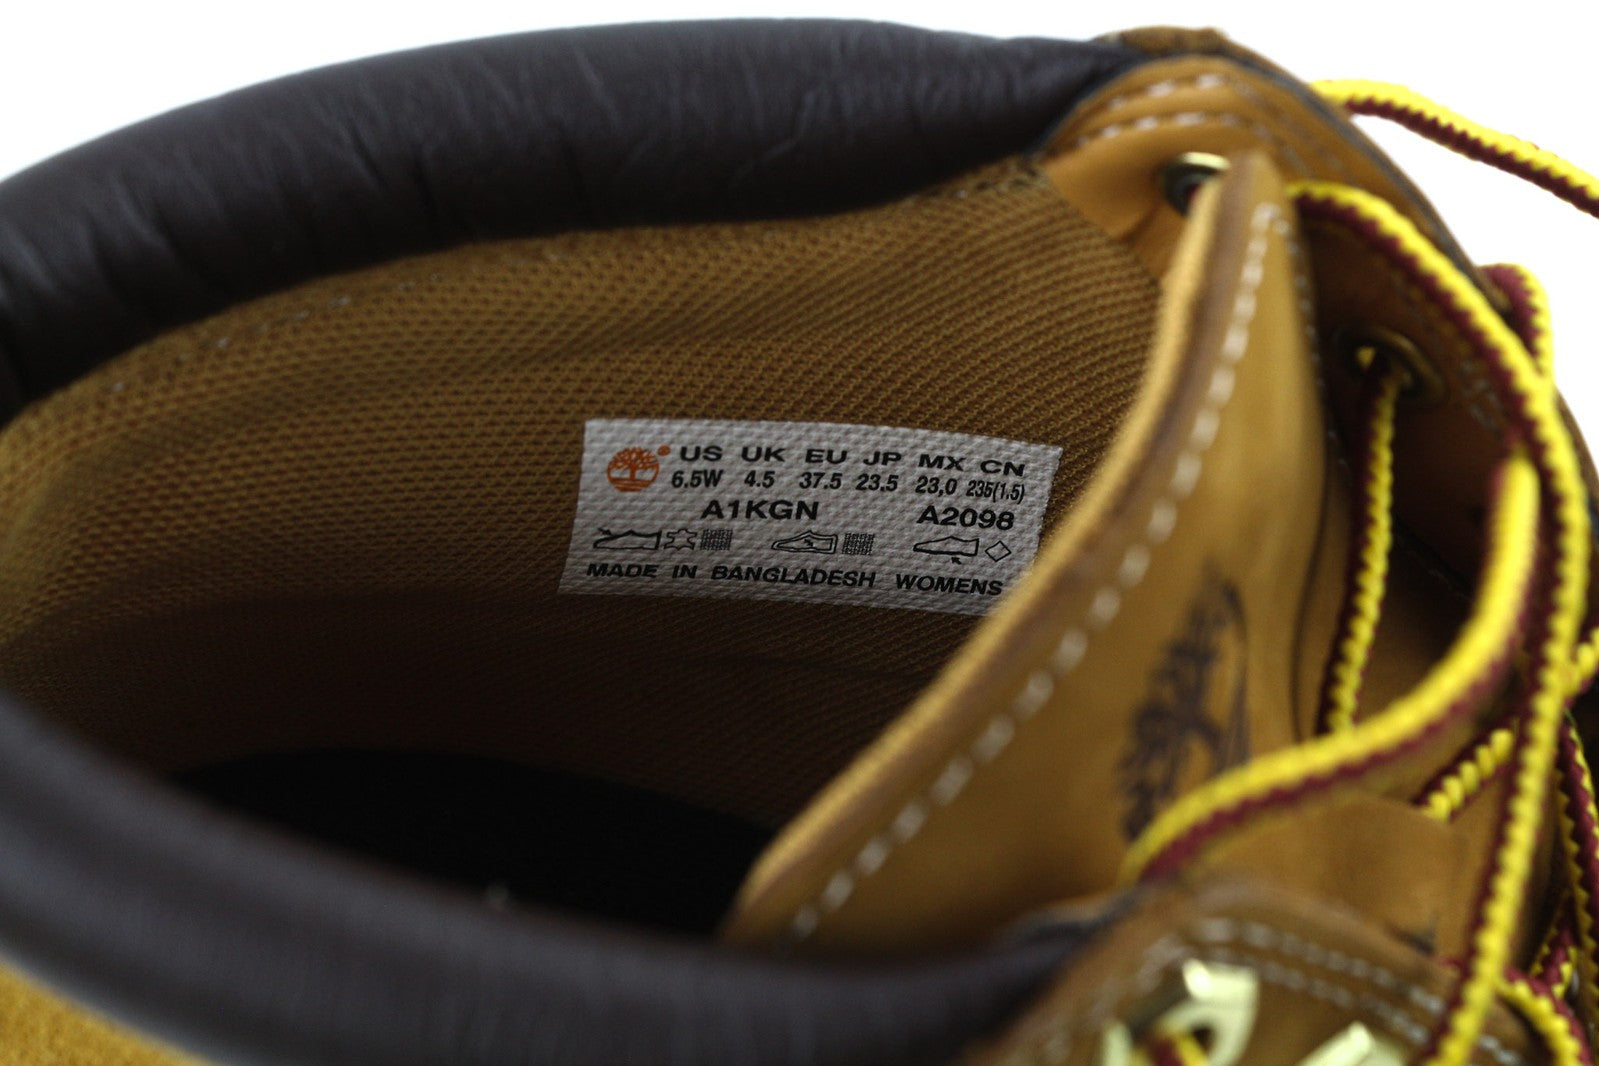 ® US UK EU JP MX CN
6.5W 4.5 37.5 23.5 23,0 235(1.5)
A1KGN A2098
MADE IN BANGLADESH WOMENS